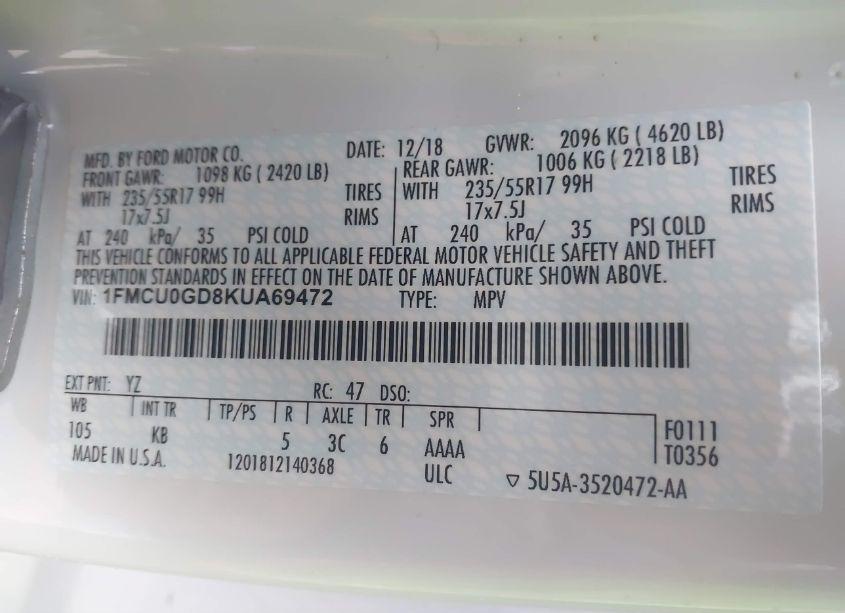 MFD. BY FORD MOTOR CO. DATE: 12/18 GVWR: 2096 KG ( 4620 LB)
FRONT GAWR: 1098 KG ( 2420 LB) REAR GAWR: 1006 KG ( 2218 LB)
WITH 235/55R17 99H TIRES WITH 235/55R17 99H TIRES
17x7.5J RIMS 17x7.5J RIMS
AT 240 kPa/ 35 PSI COLD AT 240 kPa/ 35 PSI COLD
THIS VEHICLE CONFORMS TO ALL APPLICABLE FEDERAL MOTOR VEHICLE SAFETY AND THEFT
PREVENTION STANDARDS IN EFFECT ON THE DATE OF MANUFACTURE SHOWN ABOVE.
VIN: 1FMCU0GD8KUA69472 TYPE: MPV
EXT PNT: YZ RC: 47 DSO:
WB INT TR TP/PS R AXLE TR SPR
105 KB 5 3C 6 AAAA
F0111
T0356
MADE IN U.S.A. 1201812140368 ULC ▽ 5U5A-3520472-AA